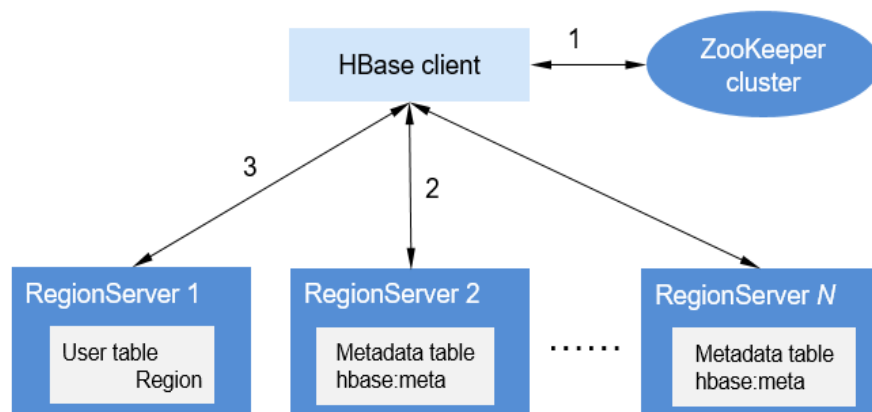 HBase client
1
ZooKeeper
cluster
3
2
RegionServer 1
User table
Region
RegionServer 2
Metadata table
hbase:meta
……
RegionServer N
Metadata table
hbase:meta